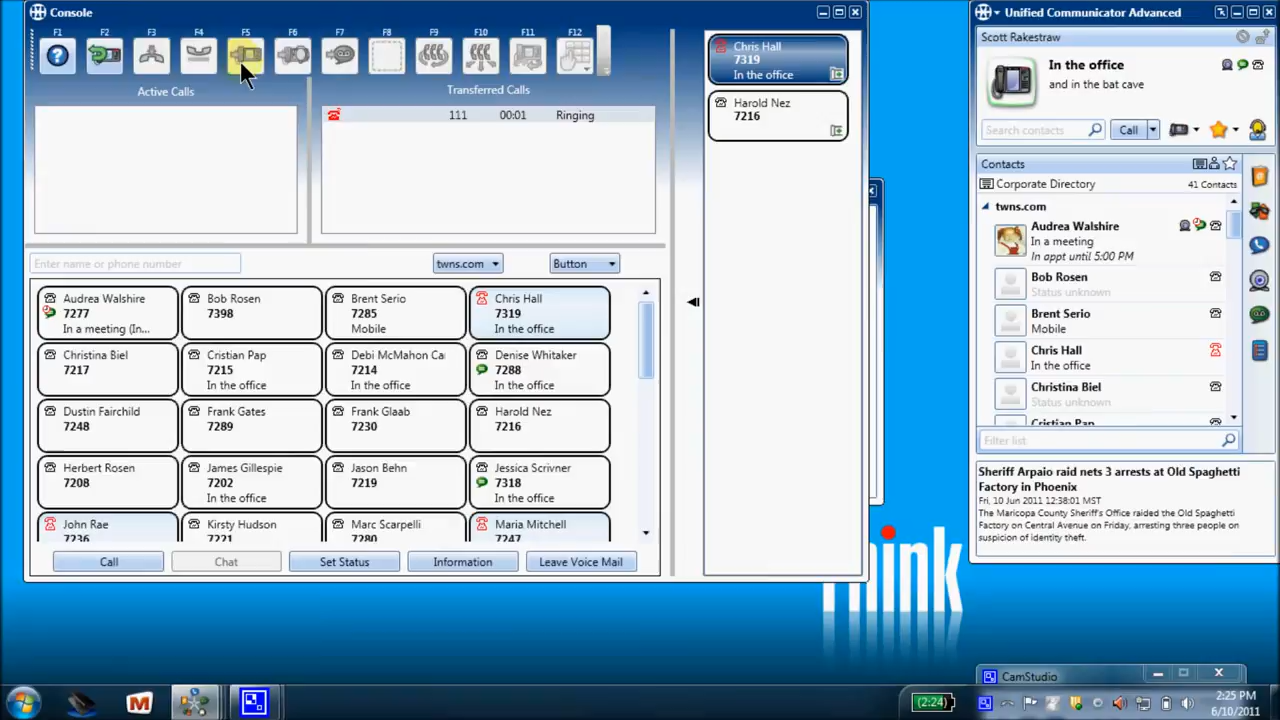 Console
F1 F2 F3 F4 F5 F6 F7 F8 F9 F10 F11 F12
Active Calls
Transferred Calls
111 00:01 Ringing
Enter name or phone number
twns.com
Button
Audrea Walshire
7277
In a meeting (In...
Bob Rosen
7398
Brent Serio
7285
Mobile
Chris Hall
7319
In the office
Christina Biel
7217
Cristian Pap
7215
In the office
Debi McMahon Ca
7214
In the office
Denise Whitaker
7288
In the office
Dustin Fairchild
7248
Frank Gates
7289
Frank Glaab
7230
Harold Nez
7216
Herbert Rosen
7208
James Gillespie
7202
In the office
Jason Behn
7219
Jessica Scrivner
7318
In the office
John Rae
7236
Kirsty Hudson
7221
Marc Scarpelli
7280
Maria Mitchell
7247
Call
Chat
Set Status
Information
Leave Voice Mail
Chris Hall
7319
In the office
Harold Nez
7216
Unified Communicator Advanced
Scott Rakestraw
In the office
and in the bat cave
Search contacts
Call
Contacts
Corporate Directory
41 Contacts
twns.com
Audrea Walshire
In a meeting
In appt until 5:00 PM
Bob Rosen
Status unknown
Brent Serio
Mobile
Chris Hall
In the office
Christina Biel
Status unknown
Cristian Pap
Filter list
Sheriff Arpaio raid nets 3 arrests at Old Spaghetti
Factory in Phoenix
Fri, 10 Jun 2011 12:38:01 MST
The Maricopa County Sheriff's Office raided the Old Spaghetti
Factory on Central Avenue on Friday, arresting three people on
suspicion of identity theft.
think
CamStudio
(2:24)
2:25 PM
6/10/2011